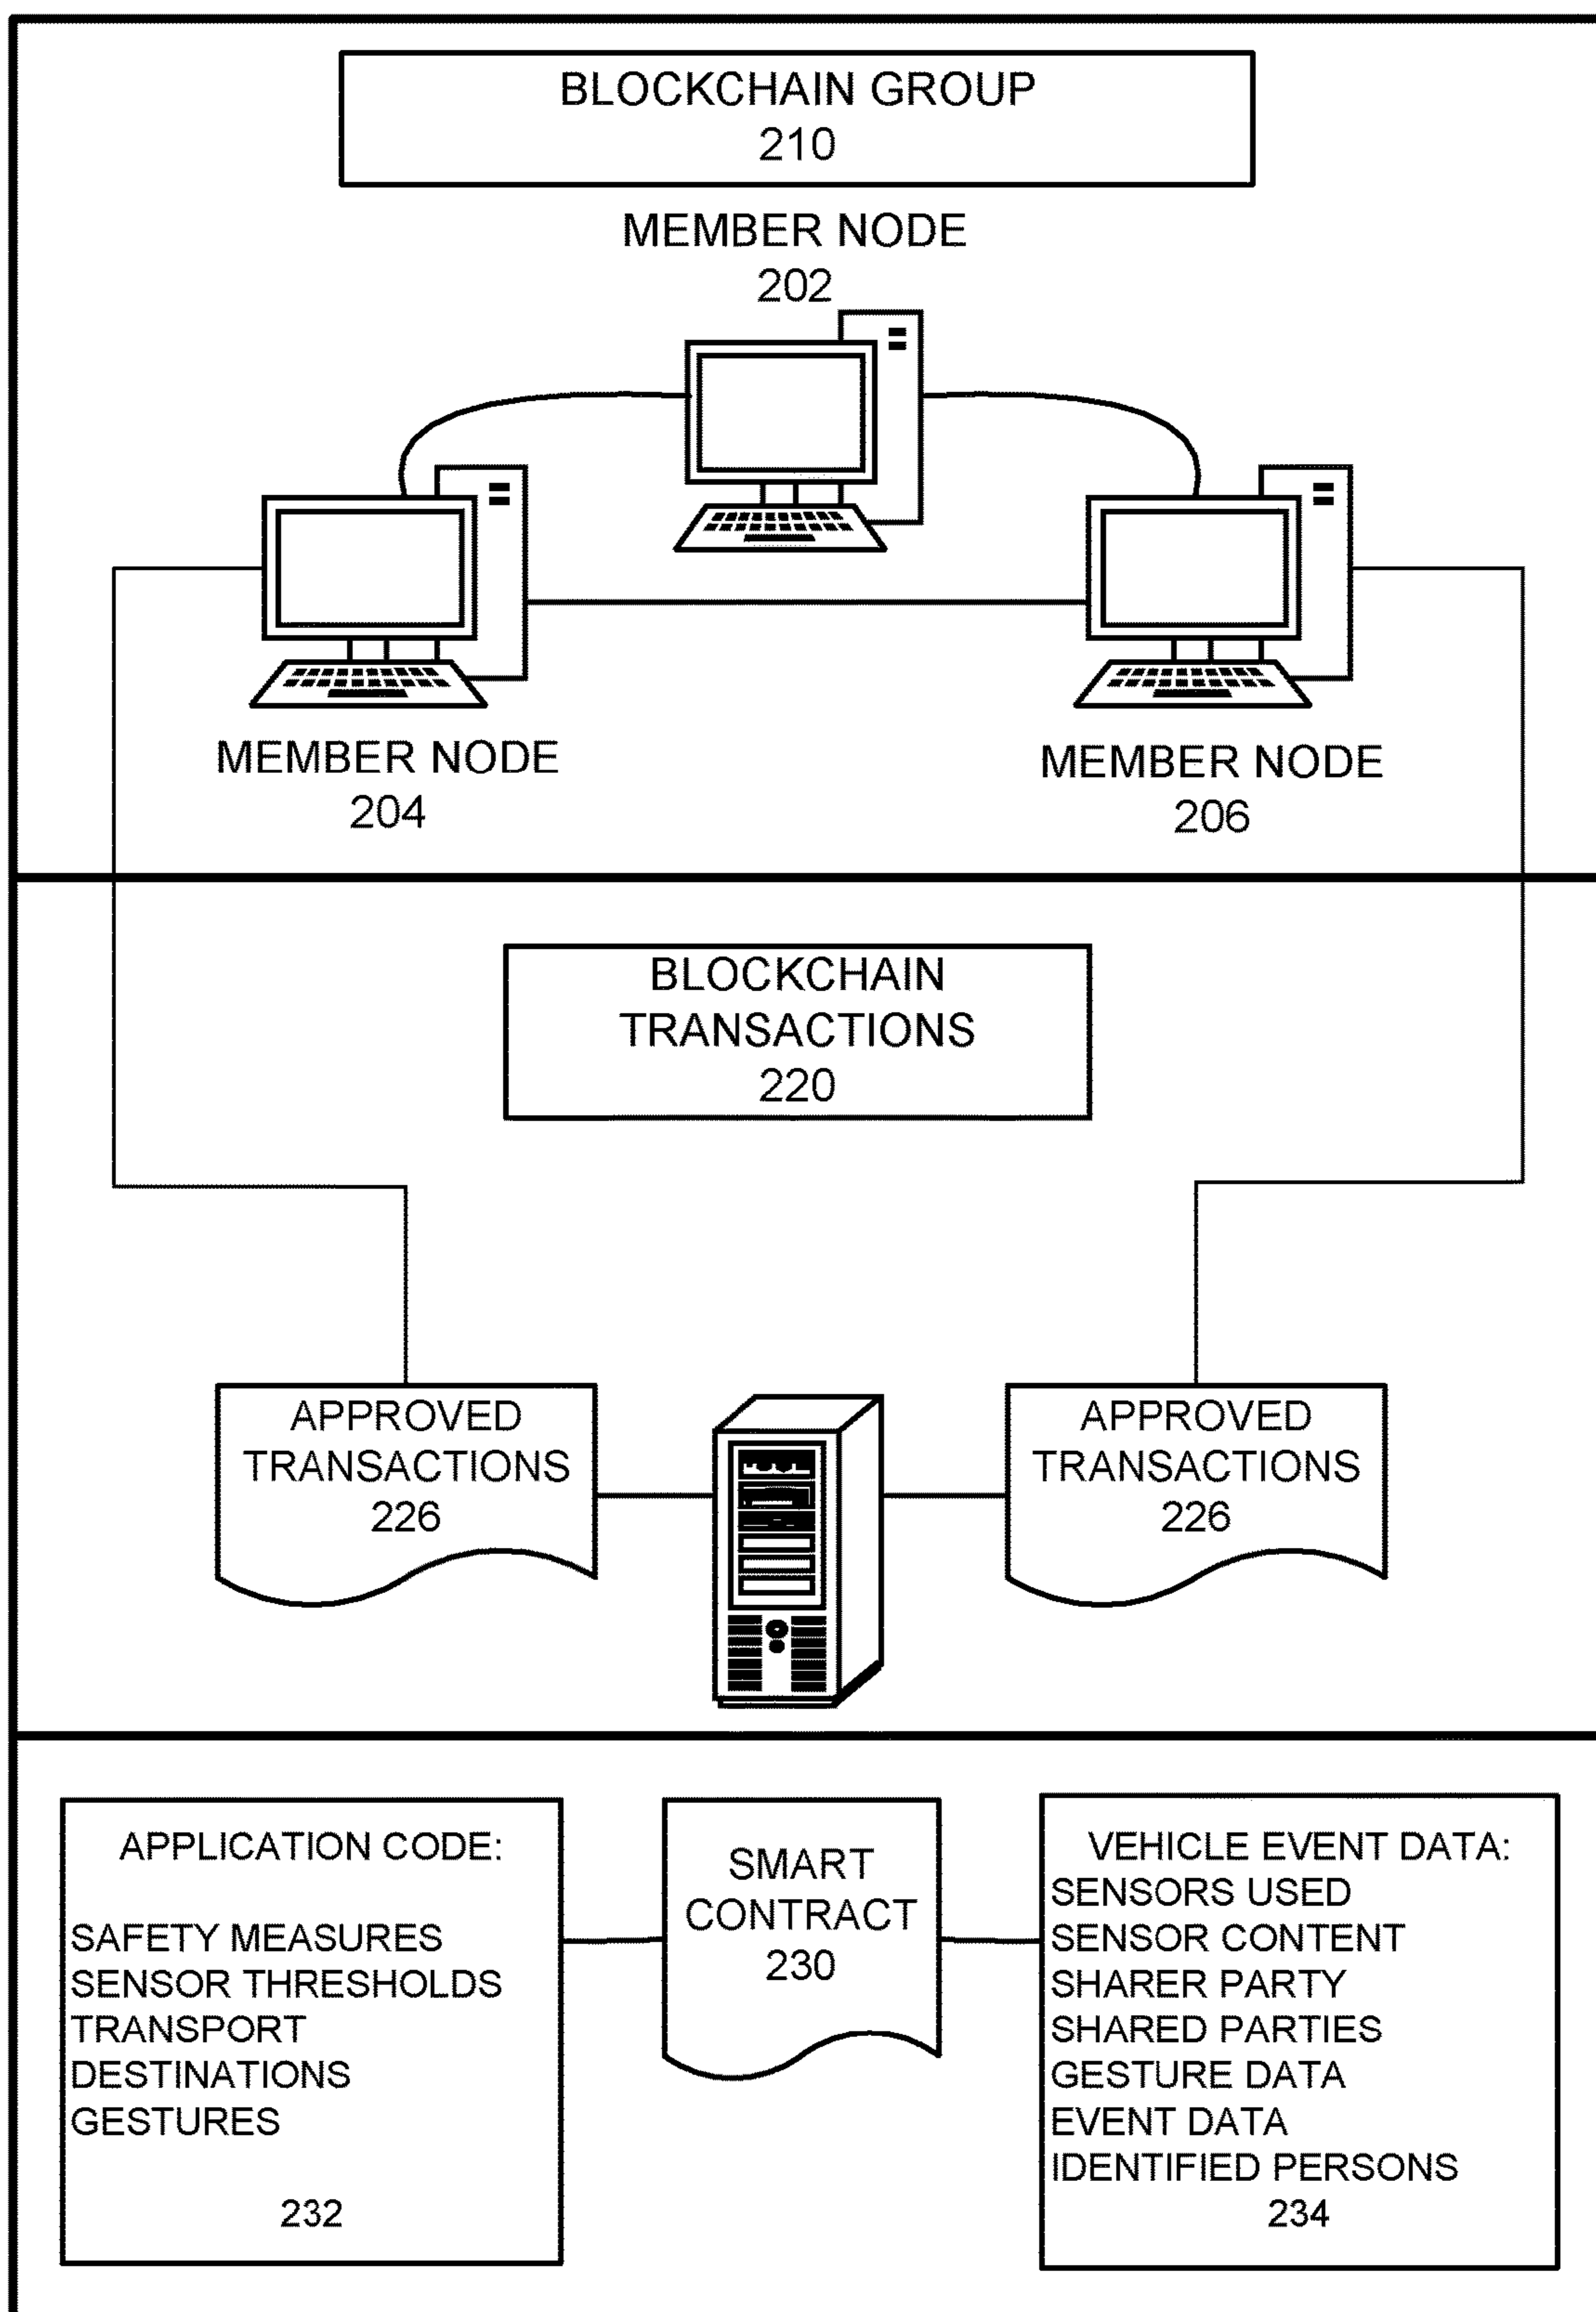 BLOCKCHAIN GROUP
210
MEMBER NODE
202
MEMBER NODE
204
MEMBER NODE
206
BLOCKCHAIN
TRANSACTIONS
220
APPROVED
TRANSACTIONS
226
APPROVED
TRANSACTIONS
226
APPLICATION CODE:
SAFETY MEASURES
SENSOR THRESHOLDS
TRANSPORT
DESTINATIONS
GESTURES
232
SMART
CONTRACT
230
VEHICLE EVENT DATA:
SENSORS USED
SENSOR CONTENT
SHARER PARTY
SHARED PARTIES
GESTURE DATA
EVENT DATA
IDENTIFIED PERSONS
234